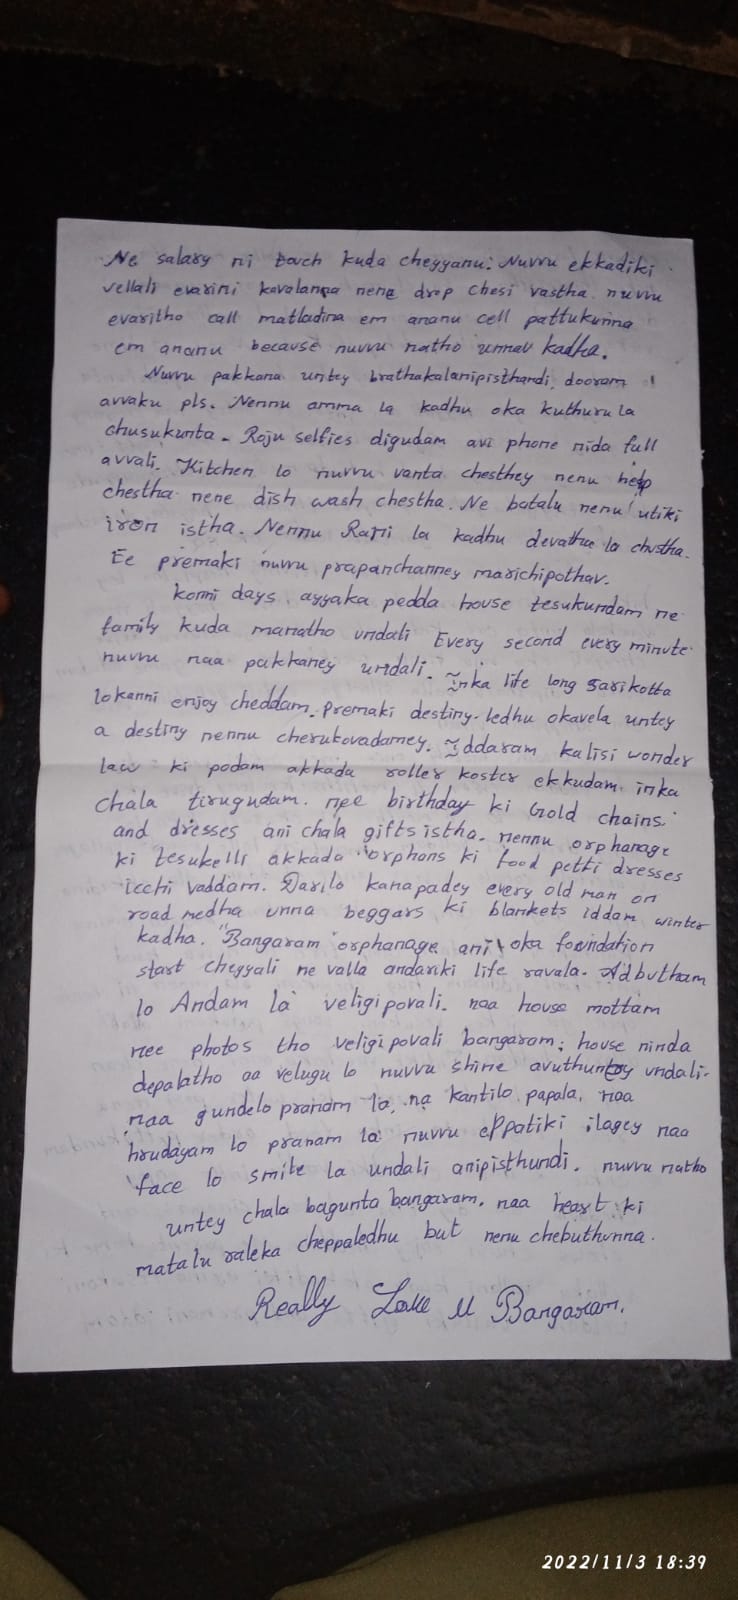 Ne salary ni touch kuda cheyyanu. Nuvvu ekkadiki
vellali evarini kavalanna nene drop chesi vastha nuvvu
evaritho call matladina em ananu cell pattukunna
em ananu because nuvvu natho unnav kadha.
Nuvvu pakkana untey brathakalanipisthandi, dooram
avvaku pls. Nennu amma la kadhu oka kuthuru la
chusukunta. Roju selfies digudam avi phone nida full
avvali. Kitchen lo nuvvu vanta chesthey nenu help
chestha nene dish wash chestha. Ne batalu nenu utiki
iron istha. Nennu Rani la kadhu devatha la chustha.
Ee premaki nuvvu prapanchanney marichipothav.
konni days ayyaka pedda house tesukundam ne
family kuda manatho undali Every second every minute
nuvvu naa pakkaney undali. Inka life long sarikotta
lokanni enjoy cheddam. premaki destiny ledhu okavela untey
a destiny nennu cherukovadamey. Iddaram kalisi wonder
law ki podam akkada roller koster ekkudam inka
chala tirugudam. nee birthday ki Gold chains
and dresses ani chala gifts istha. nennu orphanage
ki tesukelli akkada orphans ki food petti dresses
icchi vaddam. Darilo kanapadey every old man on
road medha unna beggars ki blankets iddam winter
kadha. "Bangaram" orphanage ani oka foundation
start cheyyali ne valla andariki life ravala. Adbutham
lo Andam la veligipovali. naa house mottam
nee photos tho veligipovali bangaram; house ninda
depalatho aa velugu lo nuvvu shine avuthuntey undali.
naa gundelo pranam la, na kantilo papala, naa
hrudayam lo pranam la nuvvu eppatiki ilagey naa
face lo smile la undali anipisthundi. nuvvu natho
untey chala bagunta bangaram. naa heart ki
matalu raleka cheppaledhu but nenu chebuthunna.
Really Love U Bangaram.
2022/11/3 18:39